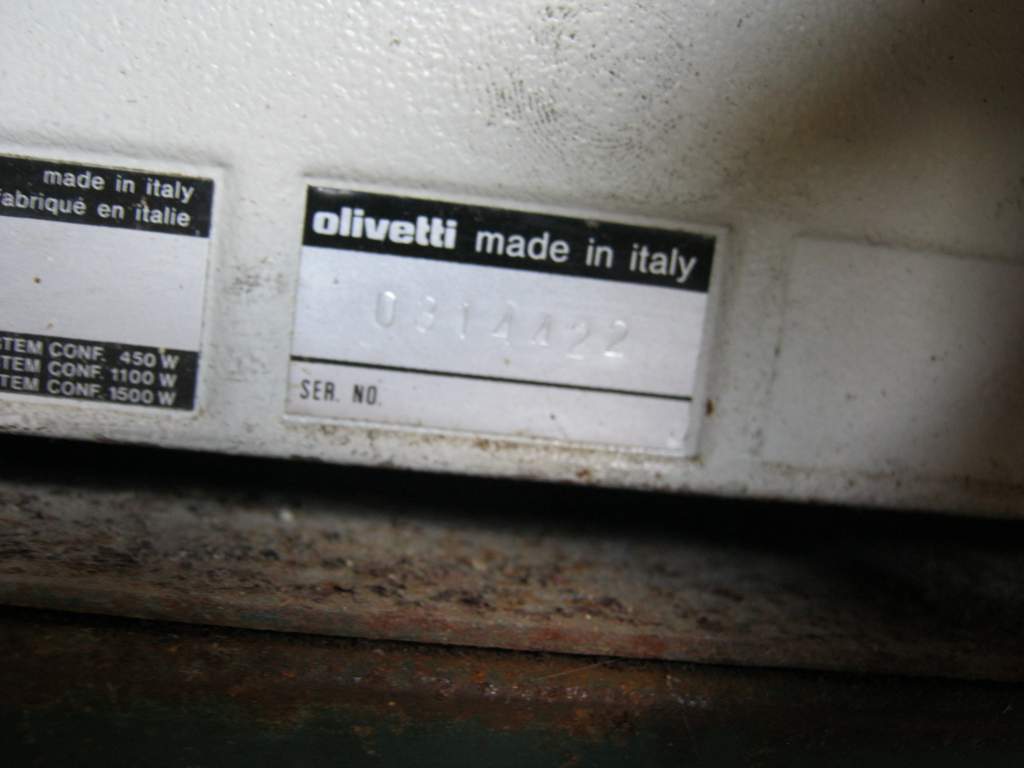 made in italy
fabriqué en italie
STEM CONF. 450 W
STEM CONF. 1100 W
STEM CONF. 1500 W
olivetti made in italy
0314422
SER. NO.